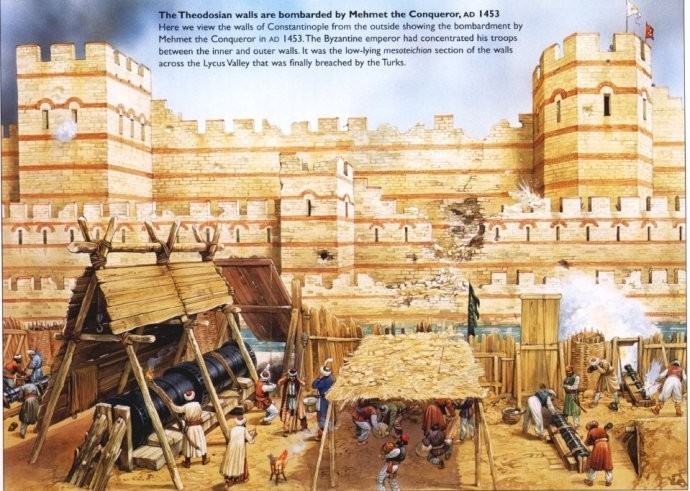 The Theodosian walls are bombarded by Mehmet the Conqueror, AD 1453
Here we view the walls of Constantinople from the outside showing the bombardment by
Mehmet the Conqueror in AD 1453. The Byzantine emperor had concentrated his troops
between the inner and outer walls. It was the low-lying mesoteichion section of the walls
across the Lycus Valley that was finally breached by the Turks.